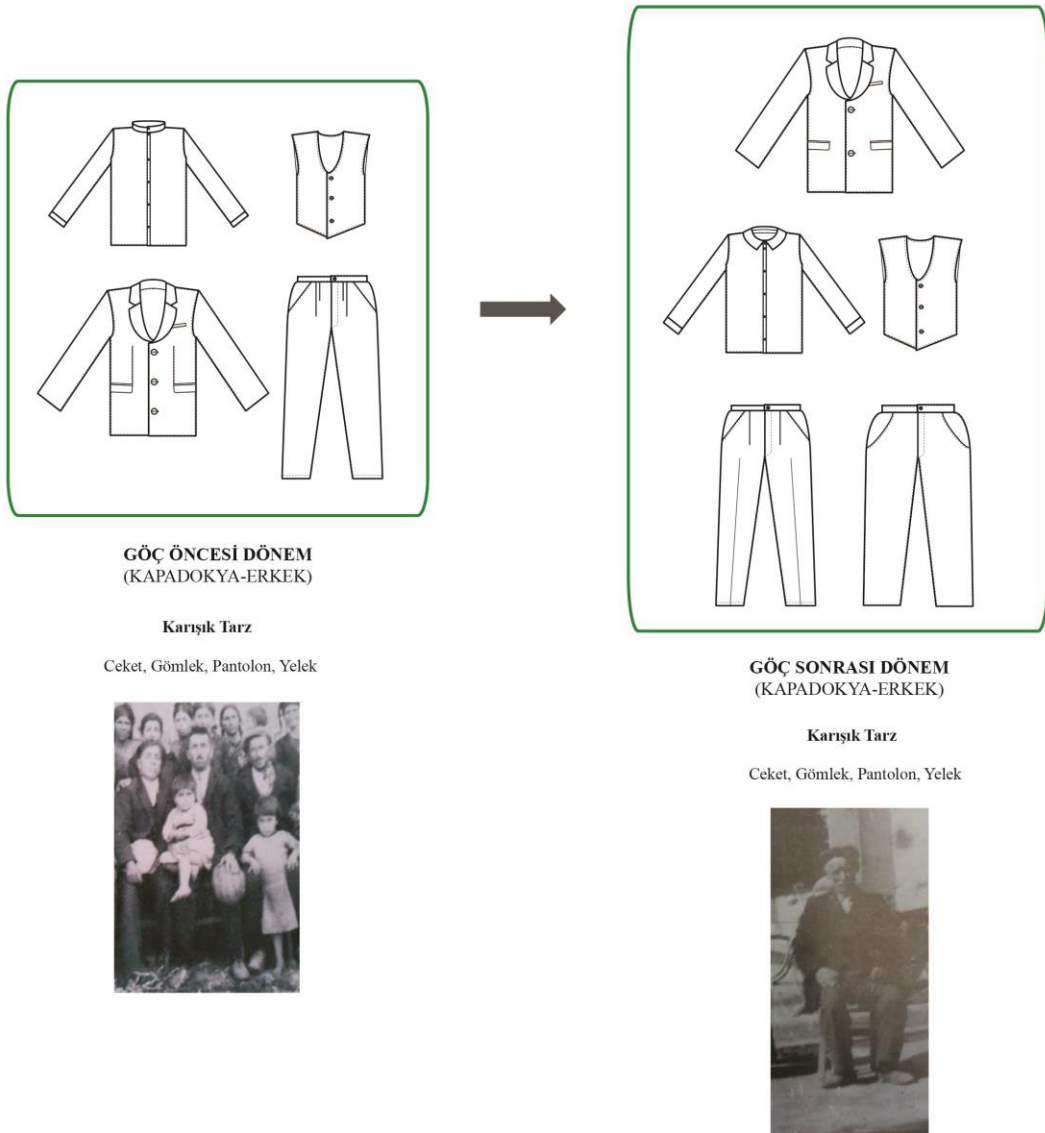 GÖÇ ÖNCESİ DÖNEM
(KAPADOKYA-ERKEK)
Karışık Tarz
Ceket, Gömlek, Pantolon, Yelek
GÖÇ SONRASI DÖNEM
(KAPADOKYA-ERKEK)
Karışık Tarz
Ceket, Gömlek, Pantolon, Yelek